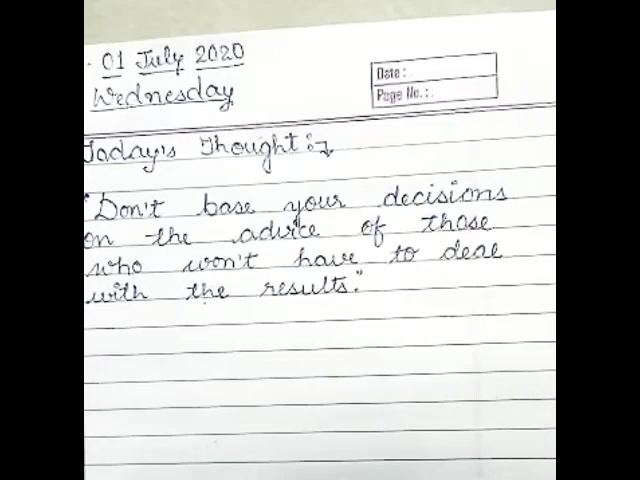 01 July 2020
Wednesday
Date :
Page No. :
Today's Thought :-
"Don't base your decisions
on the advice of those
who won't have to deal
with the results."